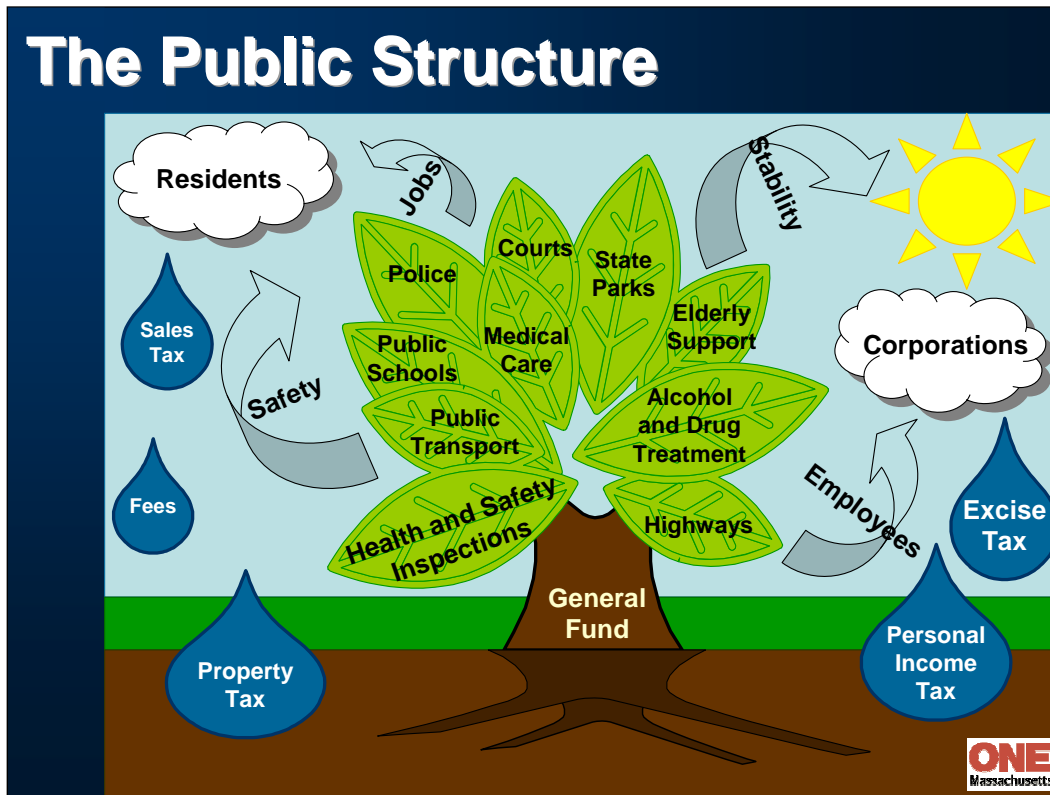 The Public Structure
Residents
Jobs
Stability
Courts
Police
State
Parks
Sales
Tax
Public
Schools
Medical
Care
Elderly
Support
Corporations
Safety
Public
Transport
Alcohol
and Drug
Treatment
Fees
Health and Safety
Inspections
Highways
Employees
Excise
Tax
General
Fund
Property
Tax
Personal
Income
Tax
ONE
Massachusetts